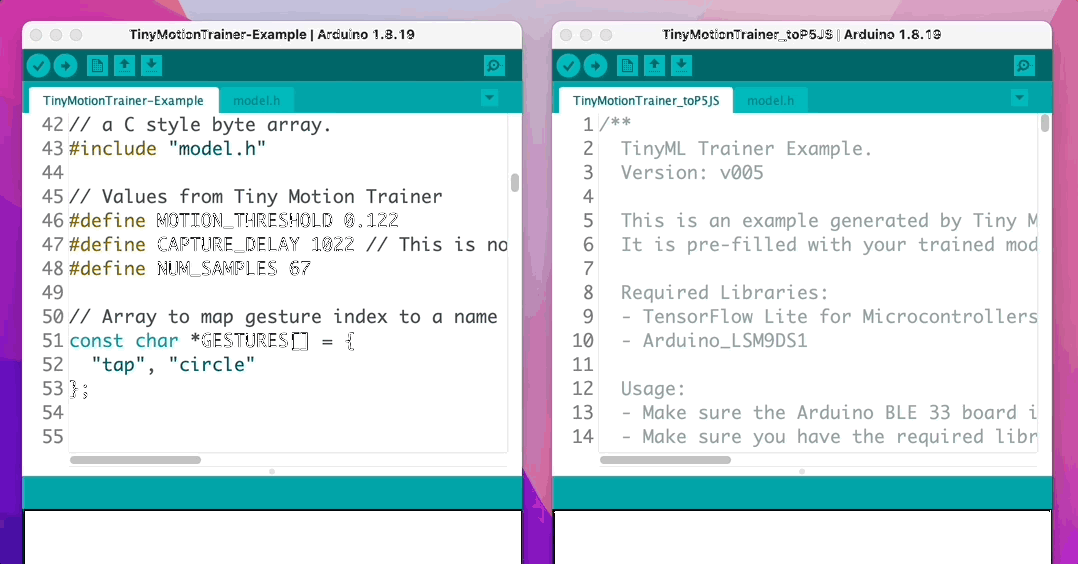 TinyMotionTrainer-Example | Arduino 1.8.19
TinyMotionTrainer-Example model.h
42 // a C style byte array.
43 #include "model.h"
44
45 // Values from Tiny Motion Trainer
46 #define MOTION_THRESHOLD 0.122
47 #define CAPTURE_DELAY 1022 // This is no
48 #define NUM_SAMPLES 67
49
50 // Array to map gesture index to a name
51 const char *GESTURES[] = {
52 "tap", "circle"
53 };
54
55
TinyMotionTrainer_toP5JS | Arduino 1.8.19
TinyMotionTrainer_toP5JS model.h
1 /**
2 TinyML Trainer Example.
3 Version: v005
4
5 This is an example generated by Tiny M
6 It is pre-filled with your trained mod
7
8 Required Libraries:
9 - TensorFlow Lite for Microcontrollers
10 - Arduino_LSM9DS1
11
12 Usage:
13 - Make sure the Arduino BLE 33 board i
14 - Make sure you have the required libr